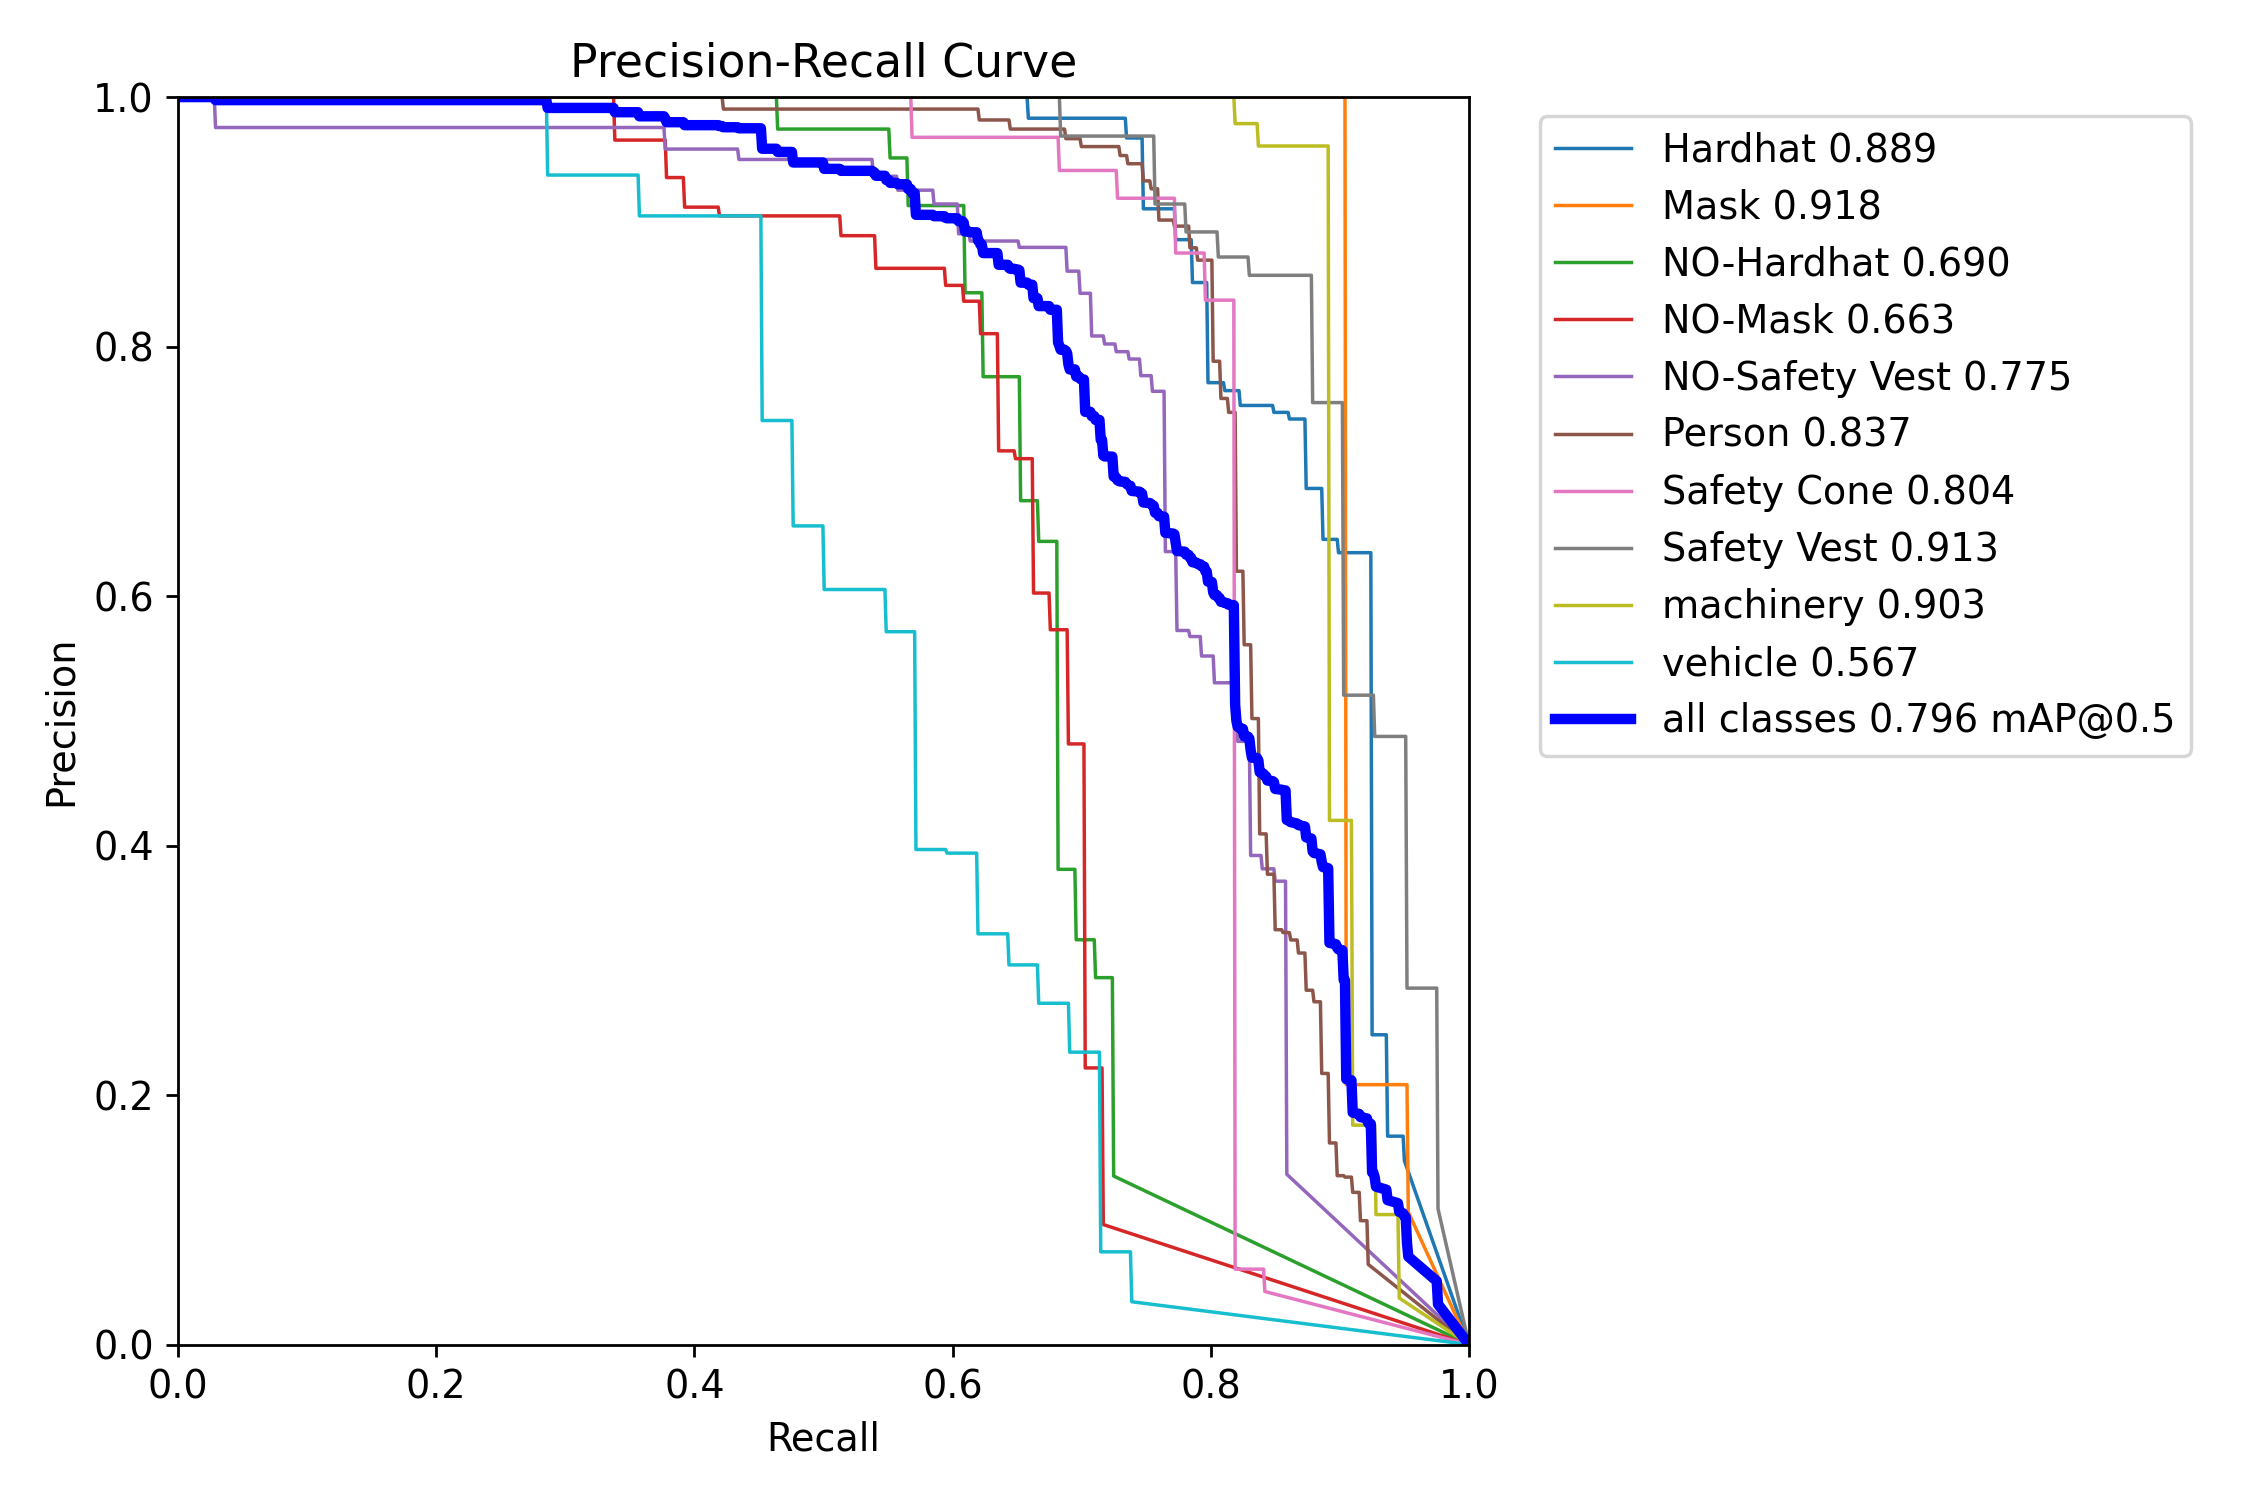 Precision-Recall Curve
1.0
0.8
0.6
0.4
0.2
0.0
Precision
0.0 0.2 0.4 0.6 0.8 1.0
Recall
Hardhat 0.889
Mask 0.918
NO-Hardhat 0.690
NO-Mask 0.663
NO-Safety Vest 0.775
Person 0.837
Safety Cone 0.804
Safety Vest 0.913
machinery 0.903
vehicle 0.567
all classes 0.796 mAP@0.5